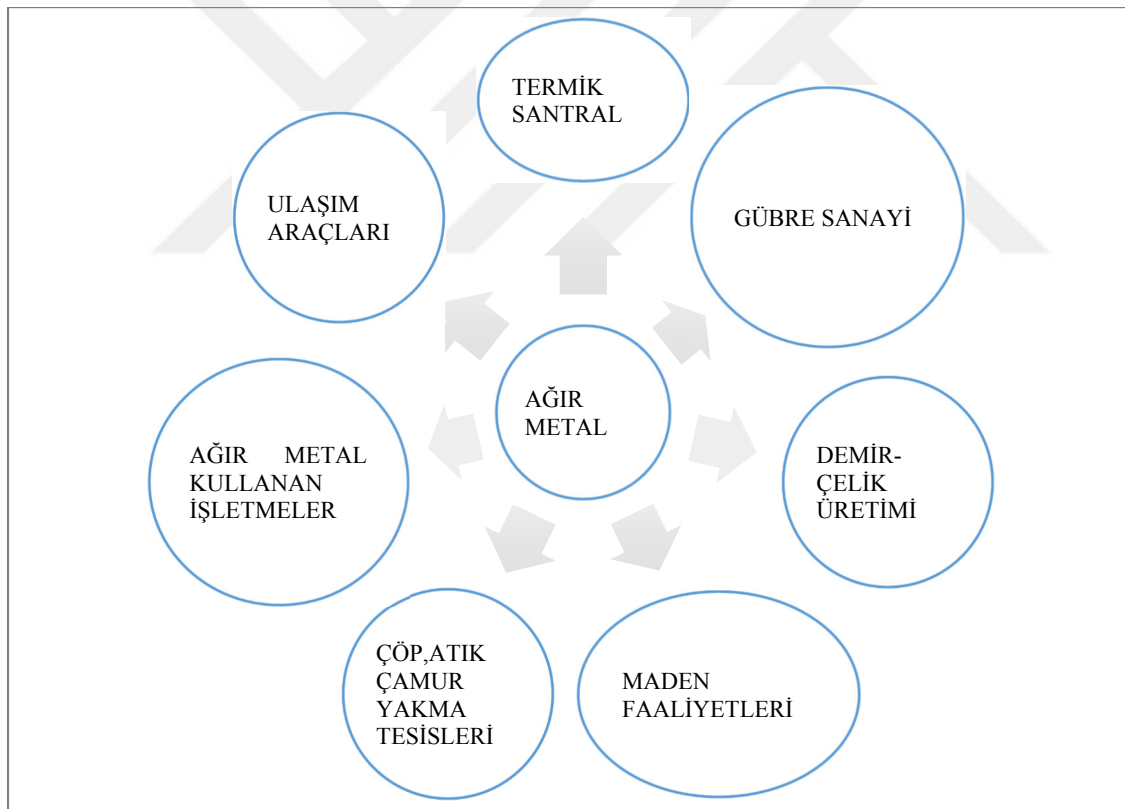 TERMİK
SANTRAL
GÜBRE SANAYİ
DEMİR-
ÇELİK
ÜRETİMİ
MADEN
FAALİYETLERİ
ÇÖP,ATIK
ÇAMUR
YAKMA
TESİSLERİ
AĞIR METAL
KULLANAN
İŞLETMELER
ULAŞIM
ARAÇLARI
AĞIR
METAL